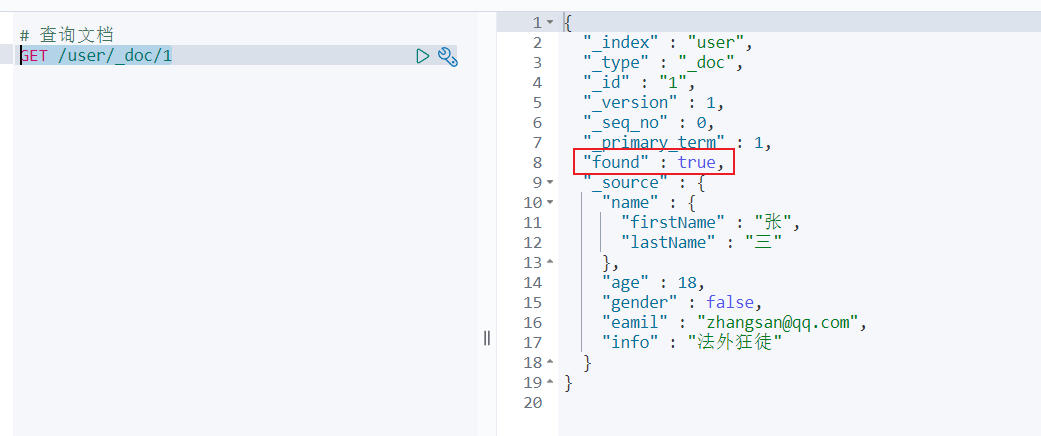 # 查询文档
GET /user/_doc/1
1 {
2 "_index" : "user",
3 "_type" : "_doc",
4 "_id" : "1",
5 "_version" : 1,
6 "_seq_no" : 0,
7 "_primary_term" : 1,
8 "found" : true,
9 "_source" : {
10 "name" : {
11 "firstName" : "张",
12 "lastName" : "三"
13 },
14 "age" : 18,
15 "gender" : false,
16 "eamil" : "zhangsan@qq.com",
17 "info" : "法外狂徒"
18 }
19 }
20